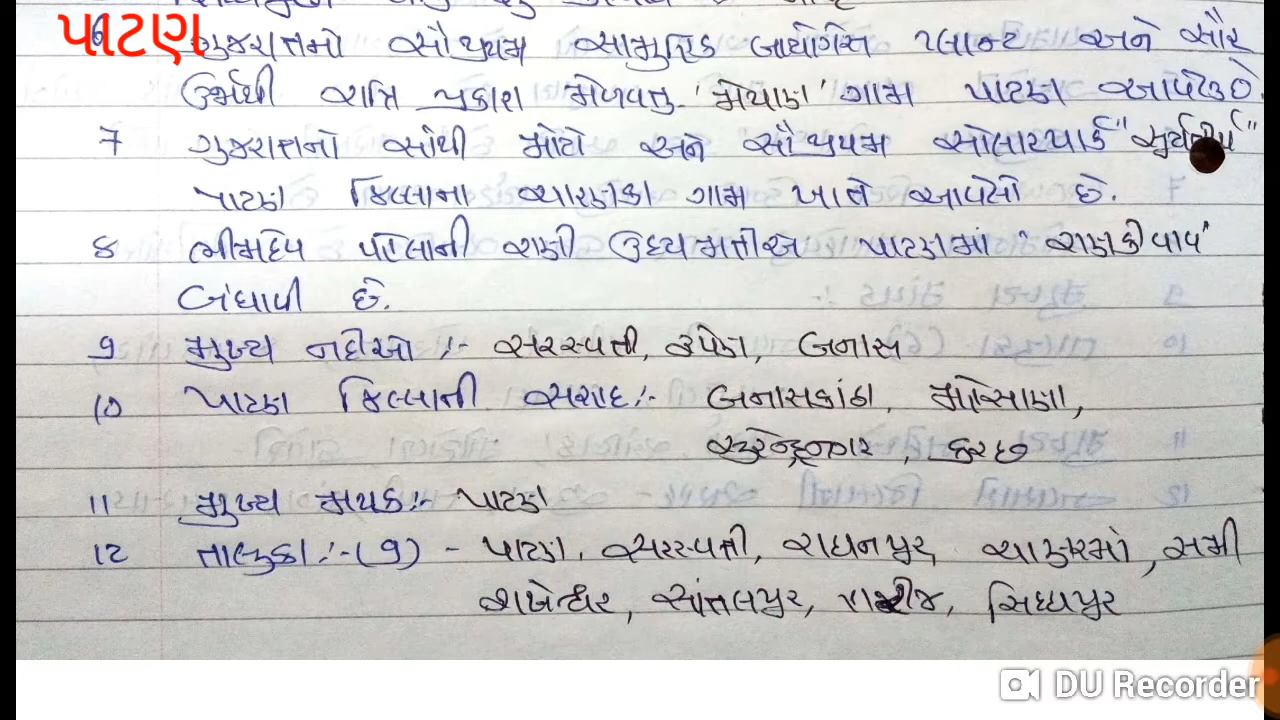 પાટણ
ગુજરાતનો સૌપ્રથમ સામુહિક બાયોગેસ પ્લાન્ટ અને સૌર
ઉર્જાથી રાત્રિ પ્રકાશ મેળવતુ 'મેથાણ' ગામ પાટણ આવેલુ છે.
7 ગુજરાતનો સૌથી મોટો અને સૌપ્રથમ સોલારપાર્ક "સુર્યતીર્થ"
પાટણ જિલ્લાના ચારણકા ગામ ખાતે આવેલો છે.
8 ભીમદેવ પહેલાની રાણી ઉદયમતીએ પાટણમાં 'રાણકીવાવ'
બંધાવી છે.
9 મુખ્ય નદીઓ :- સરસ્વતી, રુપેણ, બનાસ
10 પાટણ જિલ્લાની સરહદ :- બનાસકાંઠા, મહેસાણા,
સુરેન્દ્રનગર, કચ્છ
11 મુખ્ય મથક :- પાટણ
12 તાલુકા :- (9) - પાટણ, સરસ્વતી, રાધનપુર, ચાણસ્મા, સમી
શંખેશ્વર, સાંતલપુર, હારીજ, સિધ્ધપુર
DU Recorder